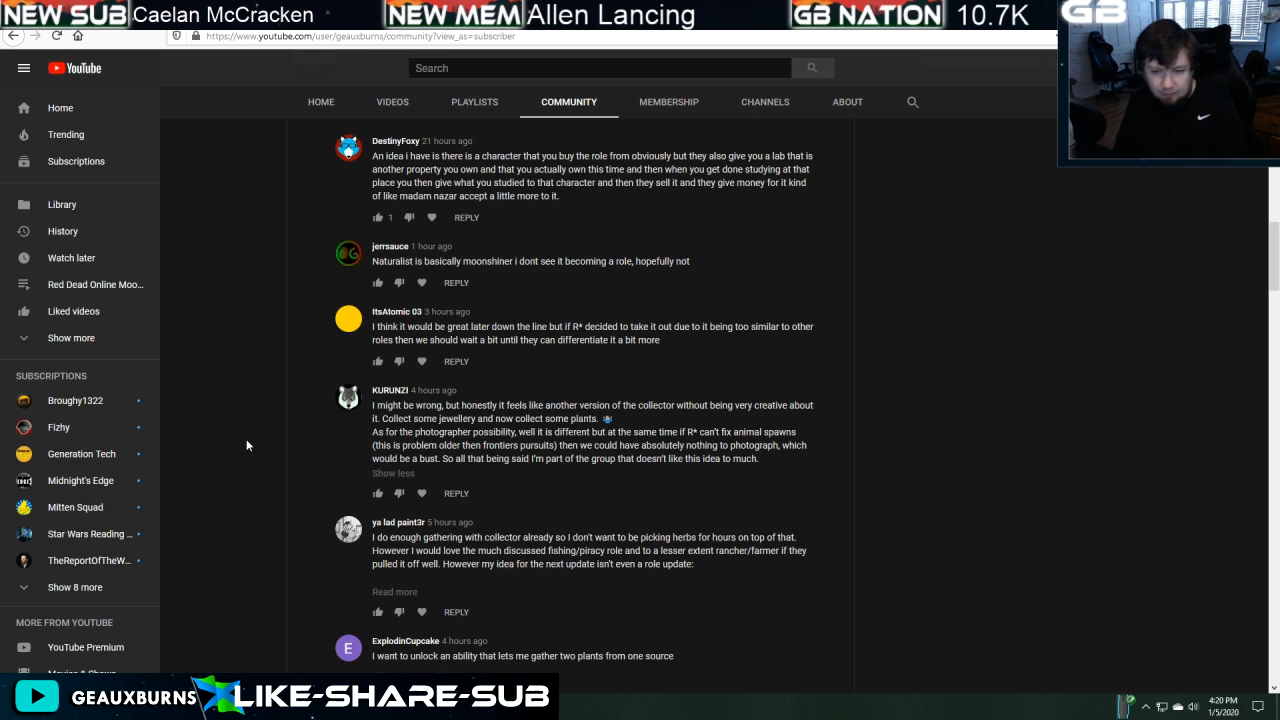 NEW SUB Caelan McCracken NEW MEM Allen Lancing GB NATION 10.7K GB
https://www.youtube.com/user/geauxburns/community?view_as=subscriber
YouTube
Search
HOME VIDEOS PLAYLISTS COMMUNITY MEMBERSHIP CHANNELS ABOUT
Home
Trending
Subscriptions
Library
History
Watch later
Red Dead Online Moo...
Liked videos
Show more
SUBSCRIPTIONS
Broughy1322
Fizhy
Generation Tech
Midnight's Edge
Mitten Squad
Star Wars Reading ...
TheReportOfTheW...
Show 8 more
MORE FROM YOUTUBE
YouTube Premium
DestinyFoxy 21 hours ago
An idea i have is there is a character that you buy the role from obviously but they also give you a lab that is
another property you own and that you actually own this time and then when you get done studying at that
place you then give what you studied to that character and then they sell it and they give money for it kind
of like madam nazar accept a little more to it.
1 REPLY
jerrsauce 1 hour ago
Naturalist is basically moonshiner i dont see it becoming a role, hopefully not
REPLY
ItsAtomic 03 3 hours ago
I think it would be great later down the line but if R* decided to take it out due to it being too similar to other
roles then we should wait a bit until they can differentiate it a bit more
REPLY
KURUNZI 4 hours ago
I might be wrong, but honestly it feels like another version of the collector without being very creative about
it. Collect some jewellery and now collect some plants.
As for the photographer possibility, well it is different but at the same time if R* can't fix animal spawns
(this is problem older then frontiers pursuits) then we could have absolutely nothing to photograph, which
would be a bust. So all that being said I'm part of the group that doesn't like this idea to much.
Show less
REPLY
ya lad paint3r 5 hours ago
I do enough gathering with collector already so I don't want to be picking herbs for hours on top of that.
However I would love the much discussed fishing/piracy role and to a lesser extent rancher/farmer if they
pulled it off well. However my idea for the next update isn't even a role update:
Read more
REPLY
E
ExplodinCupcake 4 hours ago
I want to unlock an ability that lets me gather two plants from one source
GEAUXBURNS LIKE-SHARE-SUB
4:20 PM
1/5/2020